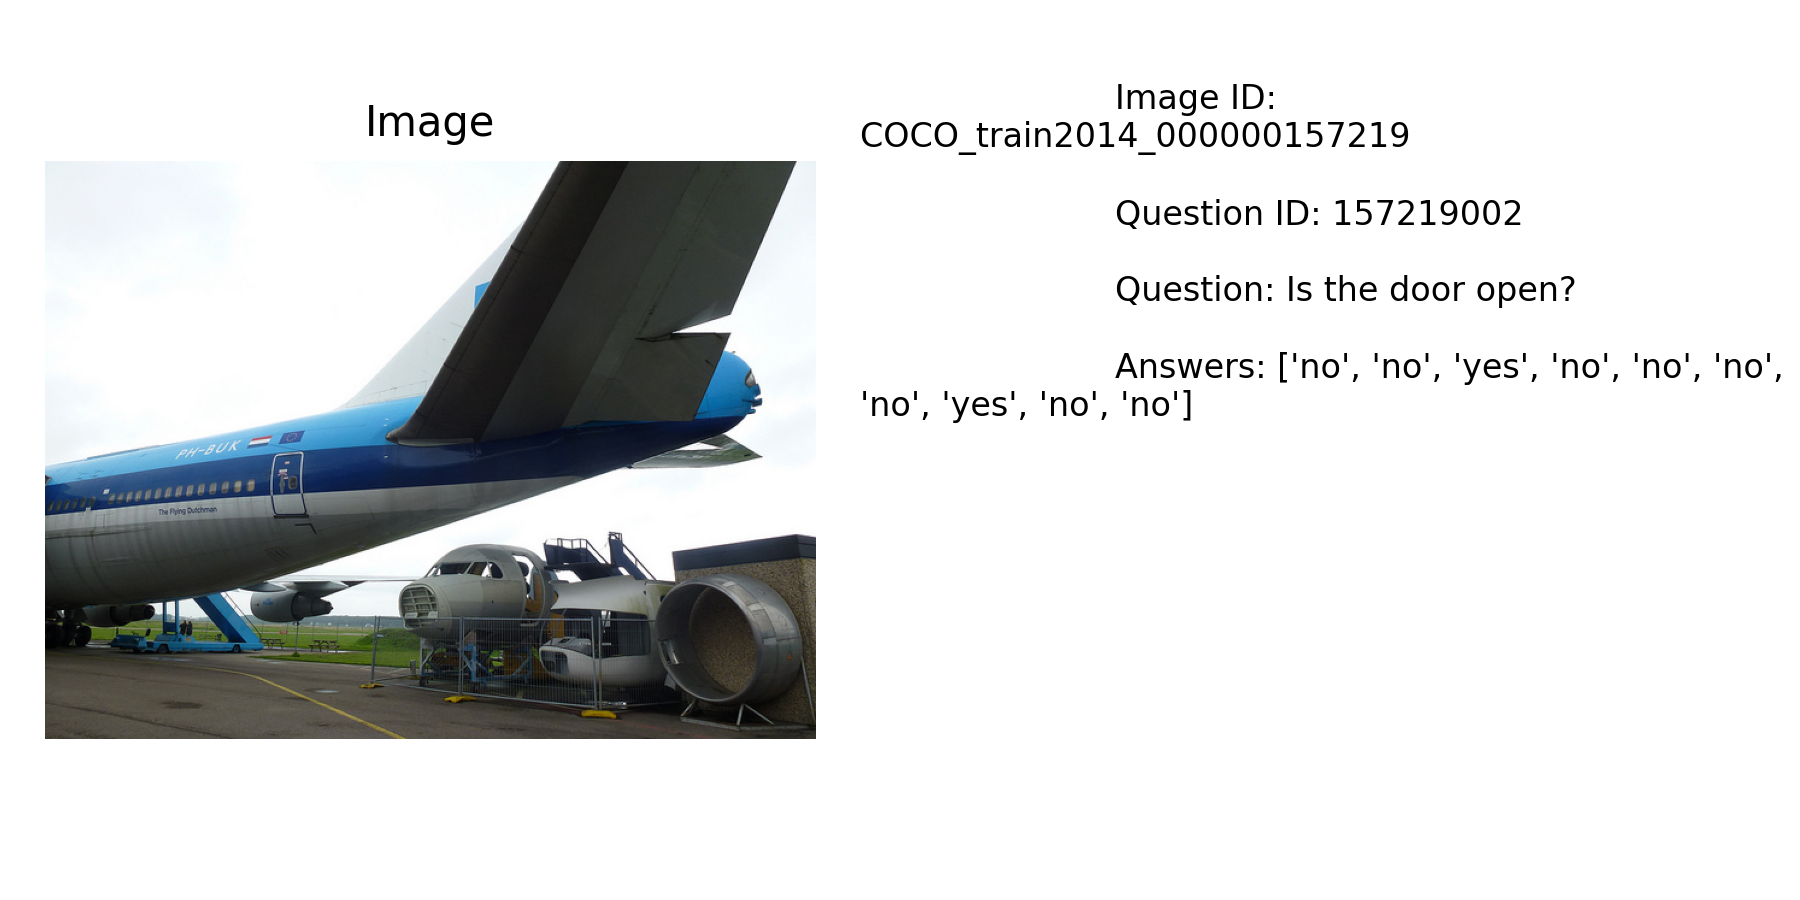 Image
Image ID:
COCO_train2014_000000157219
Question ID: 157219002
Question: Is the door open?
Answers: ['no', 'no', 'yes', 'no', 'no', 'no',
'no', 'yes', 'no', 'no']
PH-BUK
The Flying Dutchman